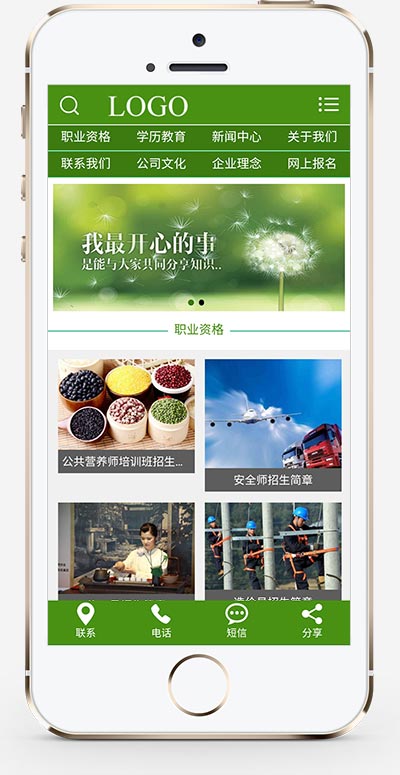 LOGO
职业资格 学历教育 新闻中心 关于我们
联系我们 公司文化 企业理念 网上报名
我最开心的事
是能与大家共同分享知识..
职业资格
公共营养师培训班招生...
安全师招生简章
造价员招生简章
联系 电话 短信 分享